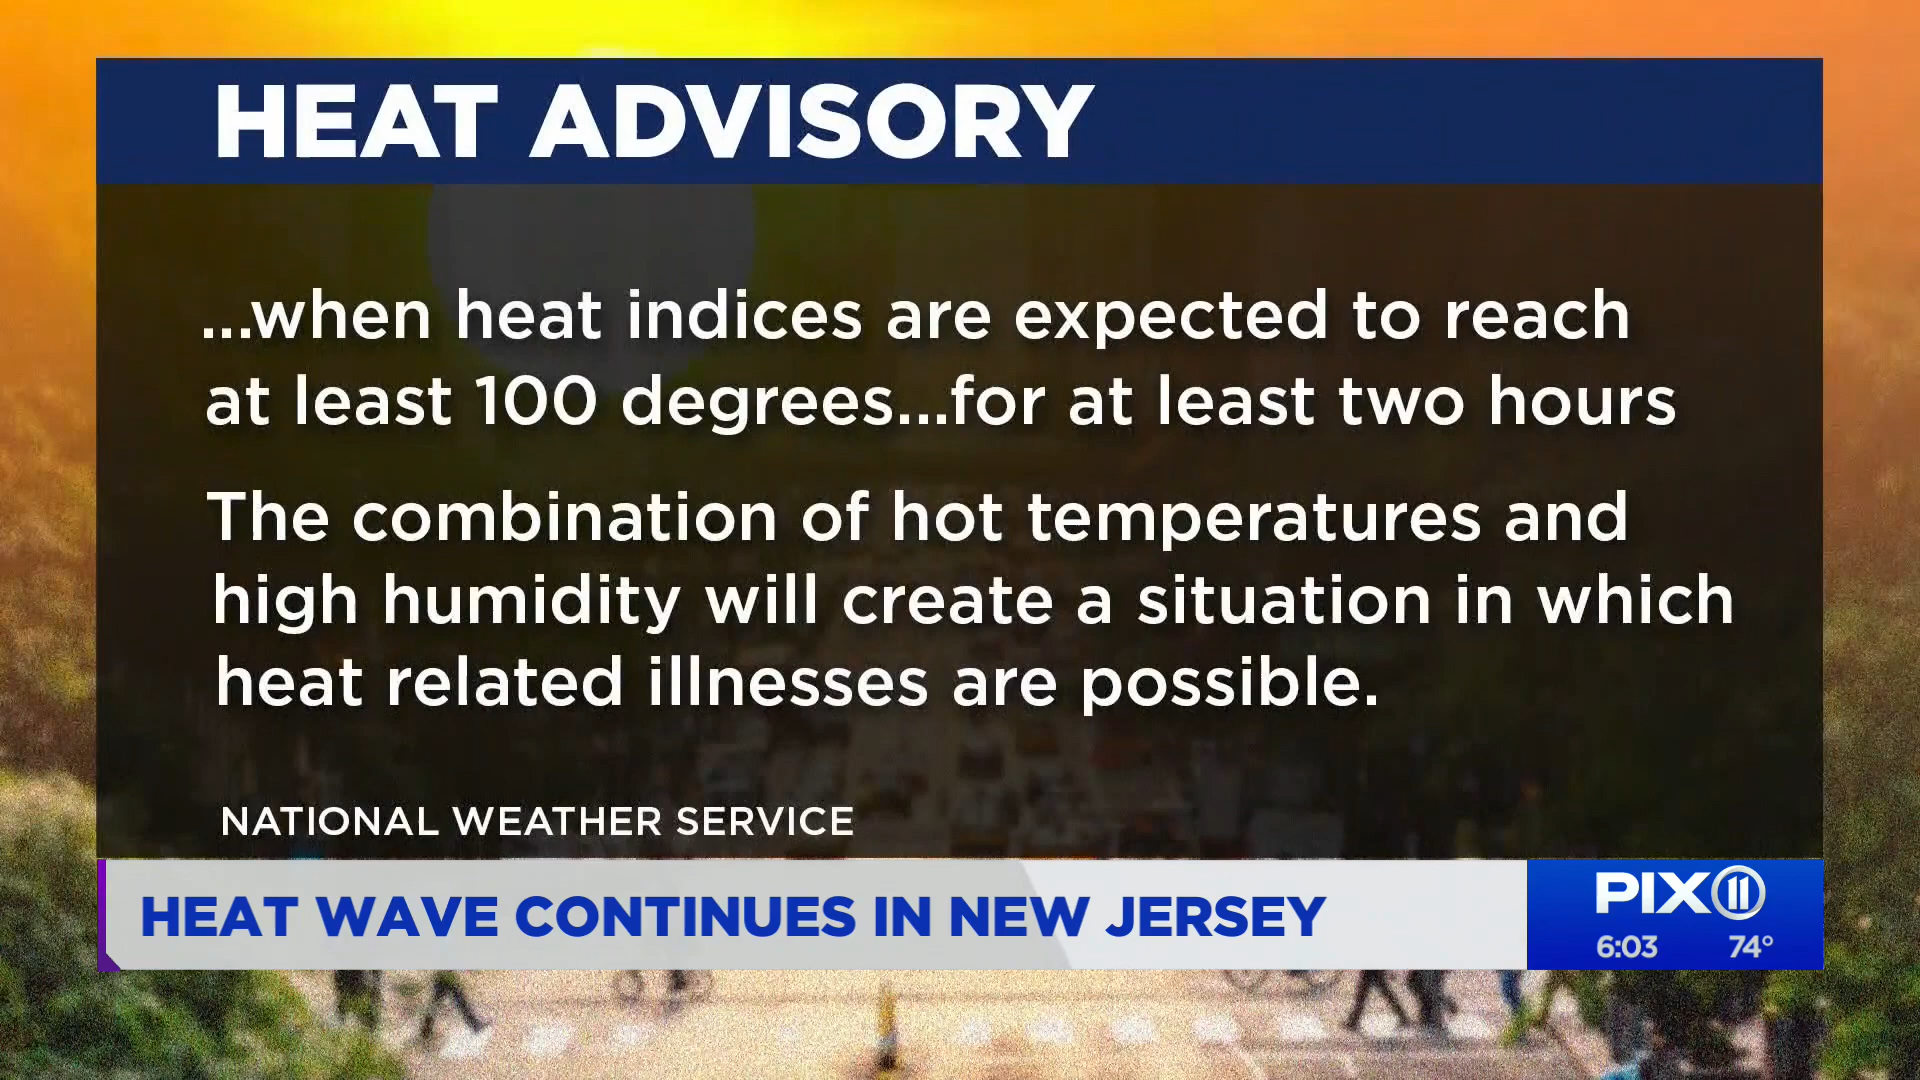 HEAT ADVISORY
...when heat indices are expected to reach
at least 100 degrees...for at least two hours
The combination of hot temperatures and
high humidity will create a situation in which
heat related illnesses are possible.
NATIONAL WEATHER SERVICE
HEAT WAVE CONTINUES IN NEW JERSEY
PIX11
6:03 74°